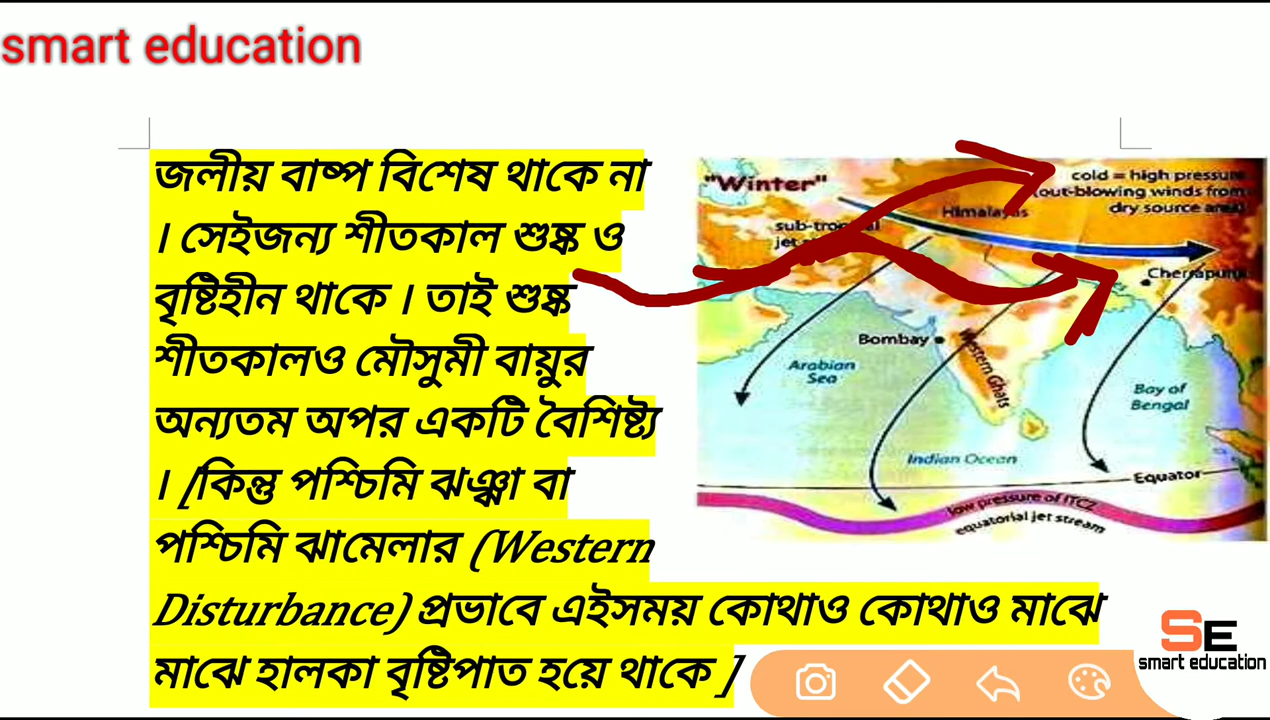 smart education
জলীয় বাষ্প বিশেষ থাকে না
। সেইজন্য শীতকাল শুষ্ক ও
বৃষ্টিহীন থাকে । তাই শুষ্ক
শীতকালও মৌসুমী বায়ুর
অন্যতম অপর একটি বৈশিষ্ট্য
। [কিন্তু পশ্চিমি ঝঞ্ঝা বা
পশ্চিমি ঝামেলার (Western
Disturbance) প্রভাবে এইসময় কোথাও কোথাও মাঝে
মাঝে হালকা বৃষ্টিপাত হয়ে থাকে ]
"Winter"
cold = high pressure
(out-blowing winds from
dry source area)
Himalayas
sub-tropical
Cherrapunji
Bombay
Western Ghats
Arabian
Sea
Bay of
Bengal
Indian Ocean
Equator
low pressure of ITCZ
equatorial jet stream
SE
smart education